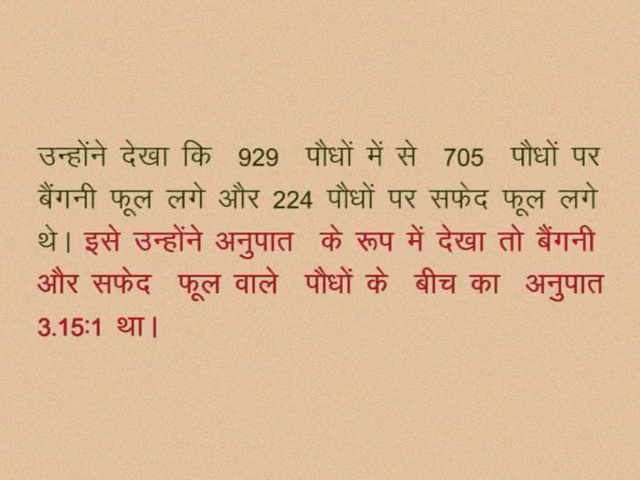 उन्होंने देखा कि 929 पौधों में से 705 पौधों पर
बैंगनी फूल लगे और 224 पौधों पर सफेद फूल लगे
थे। इसे उन्होंने अनुपात के रूप में देखा तो बैंगनी
और सफेद फूल वाले पौधों के बीच का अनुपात
3.15:1 था।